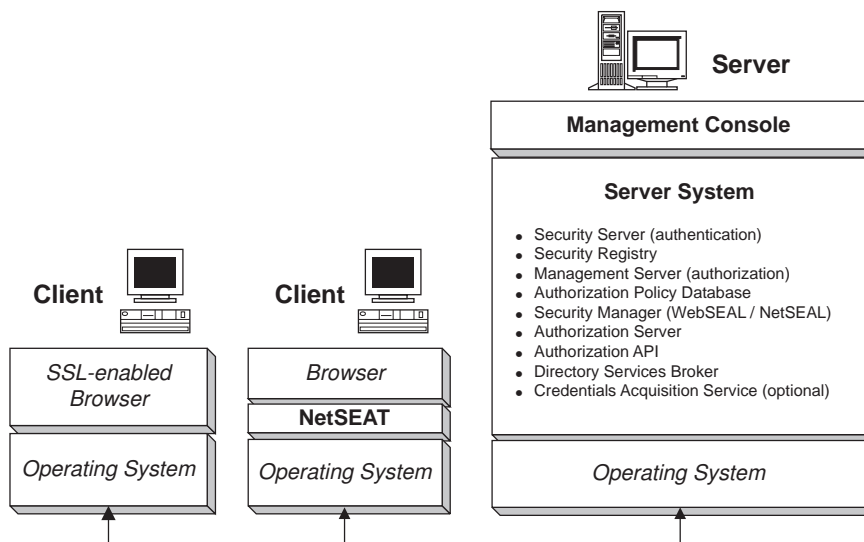 Server
Management Console
Server System
• Security Server (authentication)
• Security Registry
• Management Server (authorization)
• Authorization Policy Database
• Security Manager (WebSEAL / NetSEAL)
• Authorization Server
• Authorization API
• Directory Services Broker
• Credentials Acquisition Service (optional)
Operating System
Client
SSL-enabled
Browser
Operating System
Client
Browser
NetSEAT
Operating System